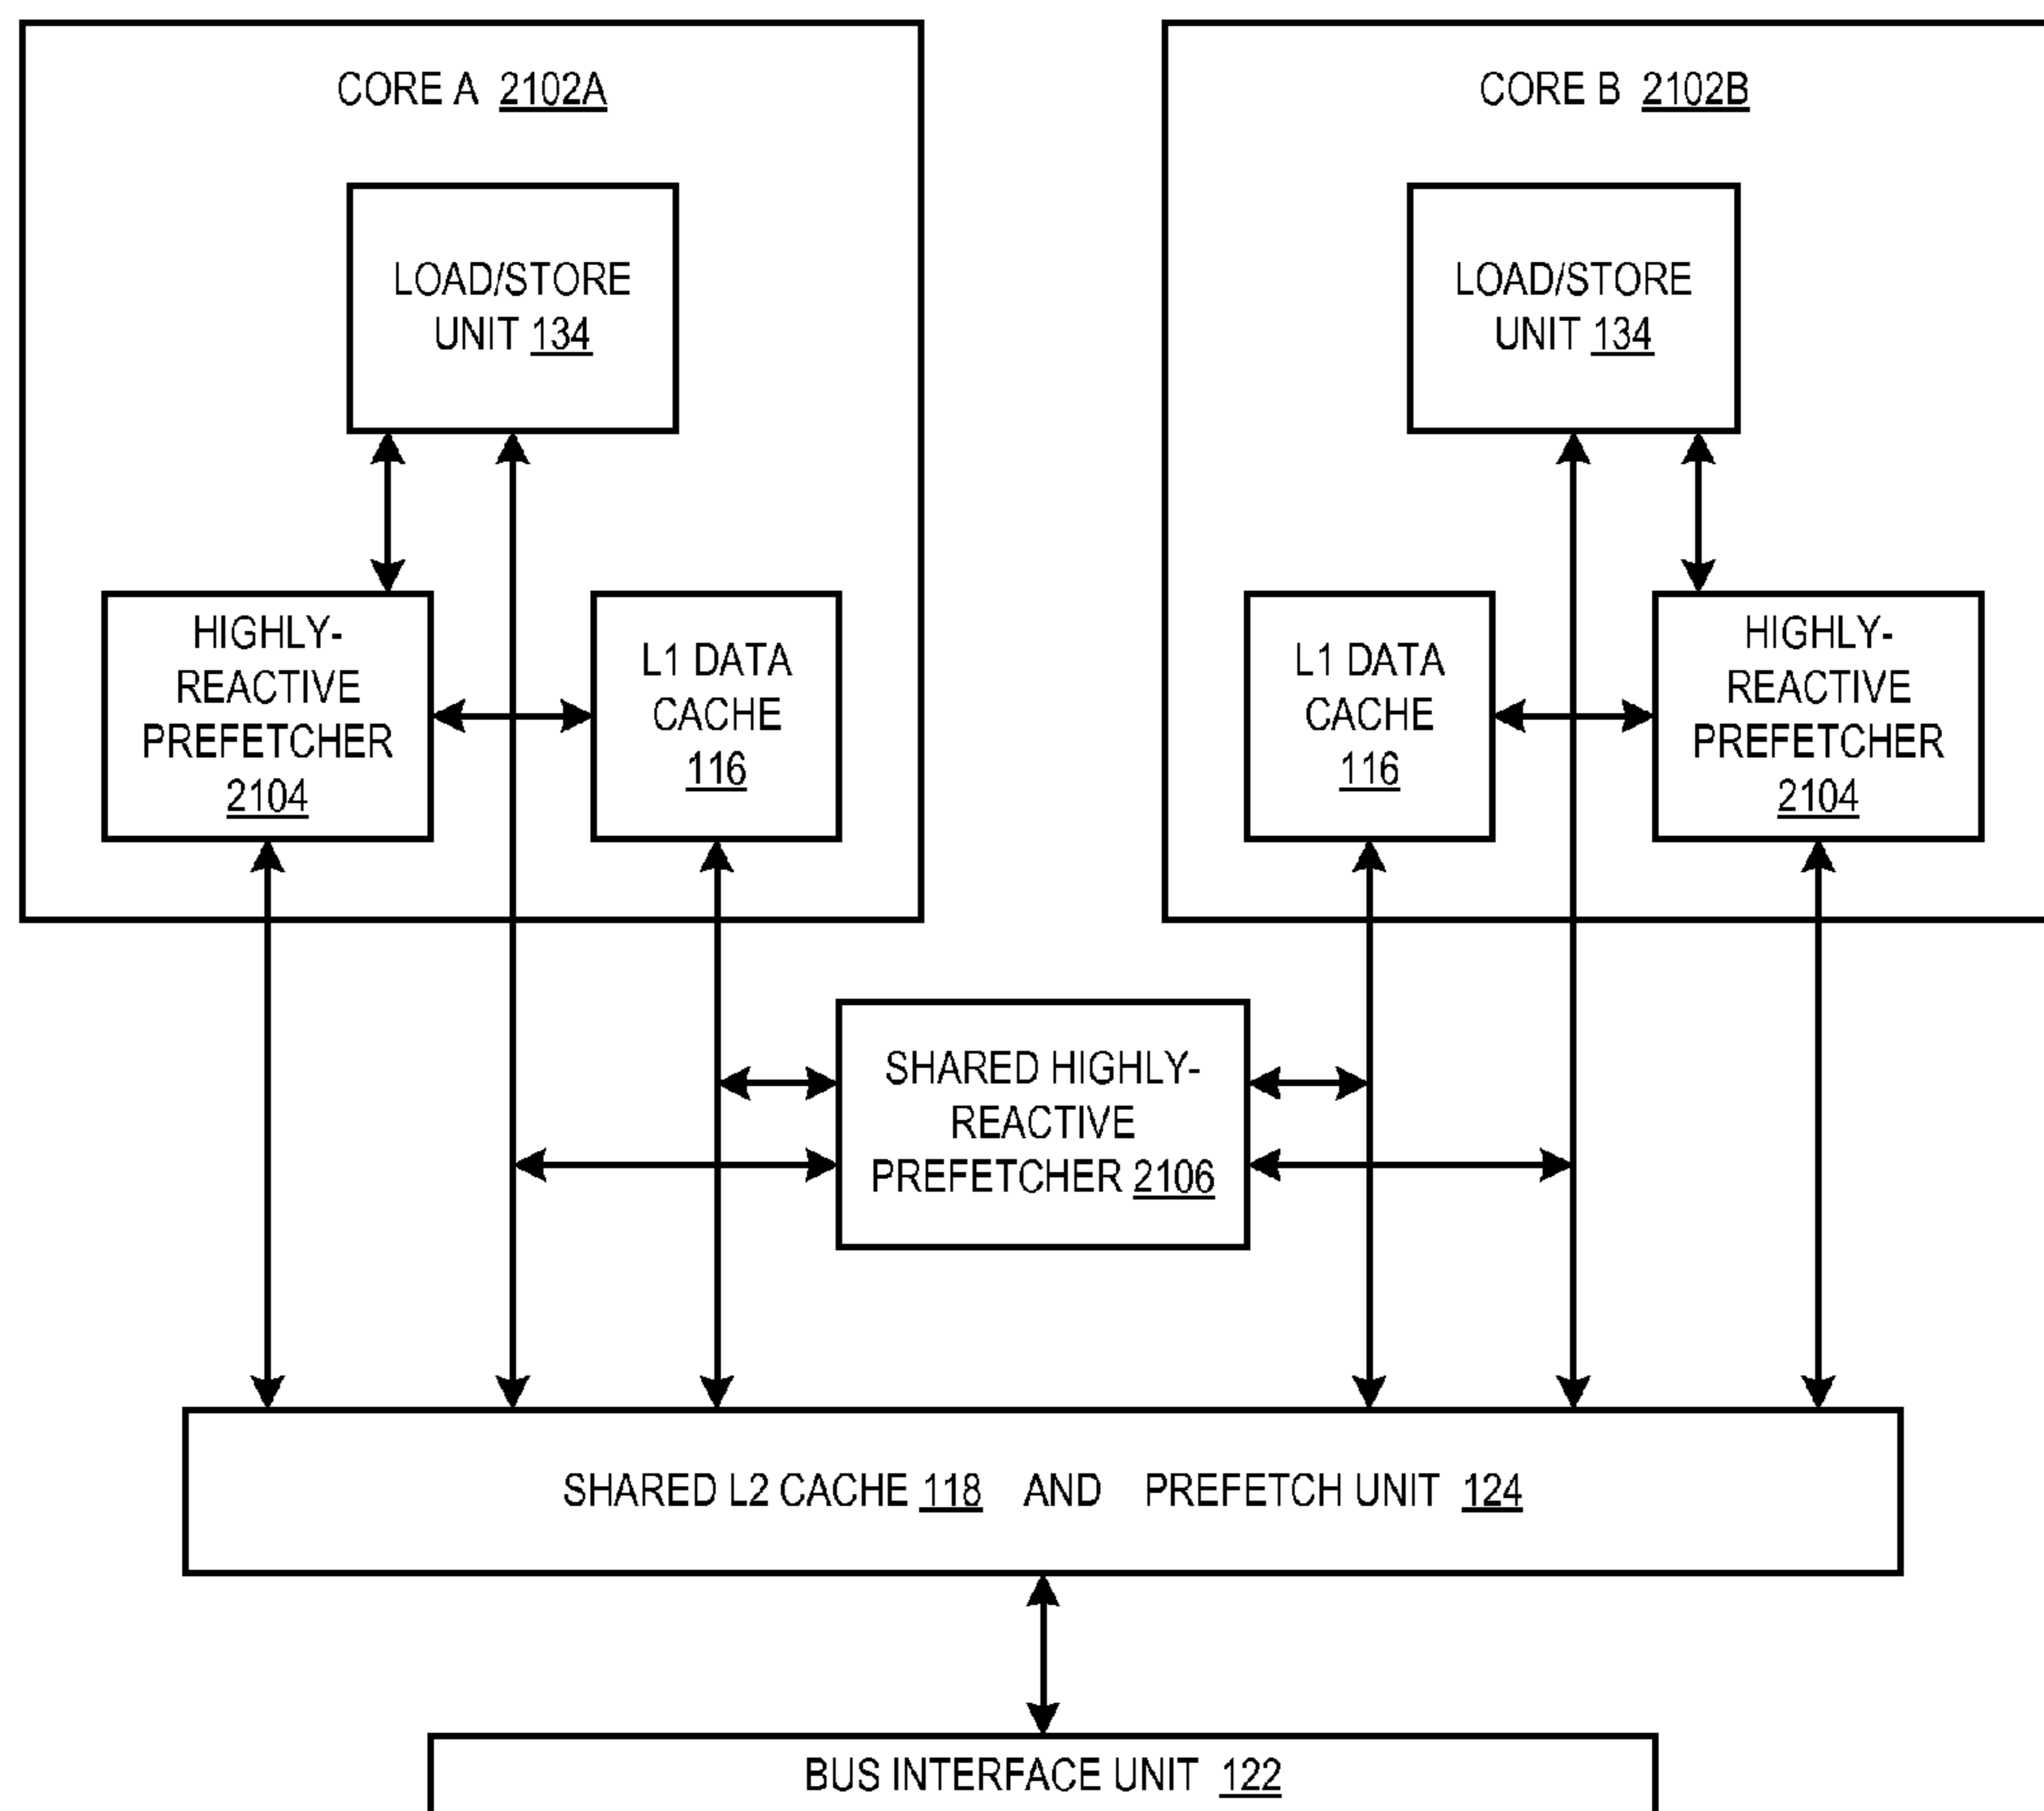 CORE A 2102A
LOAD/STORE
UNIT 134
HIGHLY-
REACTIVE
PREFETCHER
2104
L1 DATA
CACHE
116
CORE B 2102B
LOAD/STORE
UNIT 134
L1 DATA
CACHE
116
HIGHLY-
REACTIVE
PREFETCHER
2104
SHARED HIGHLY-
REACTIVE
PREFETCHER 2106
SHARED L2 CACHE 118 AND PREFETCH UNIT 124
BUS INTERFACE UNIT 122